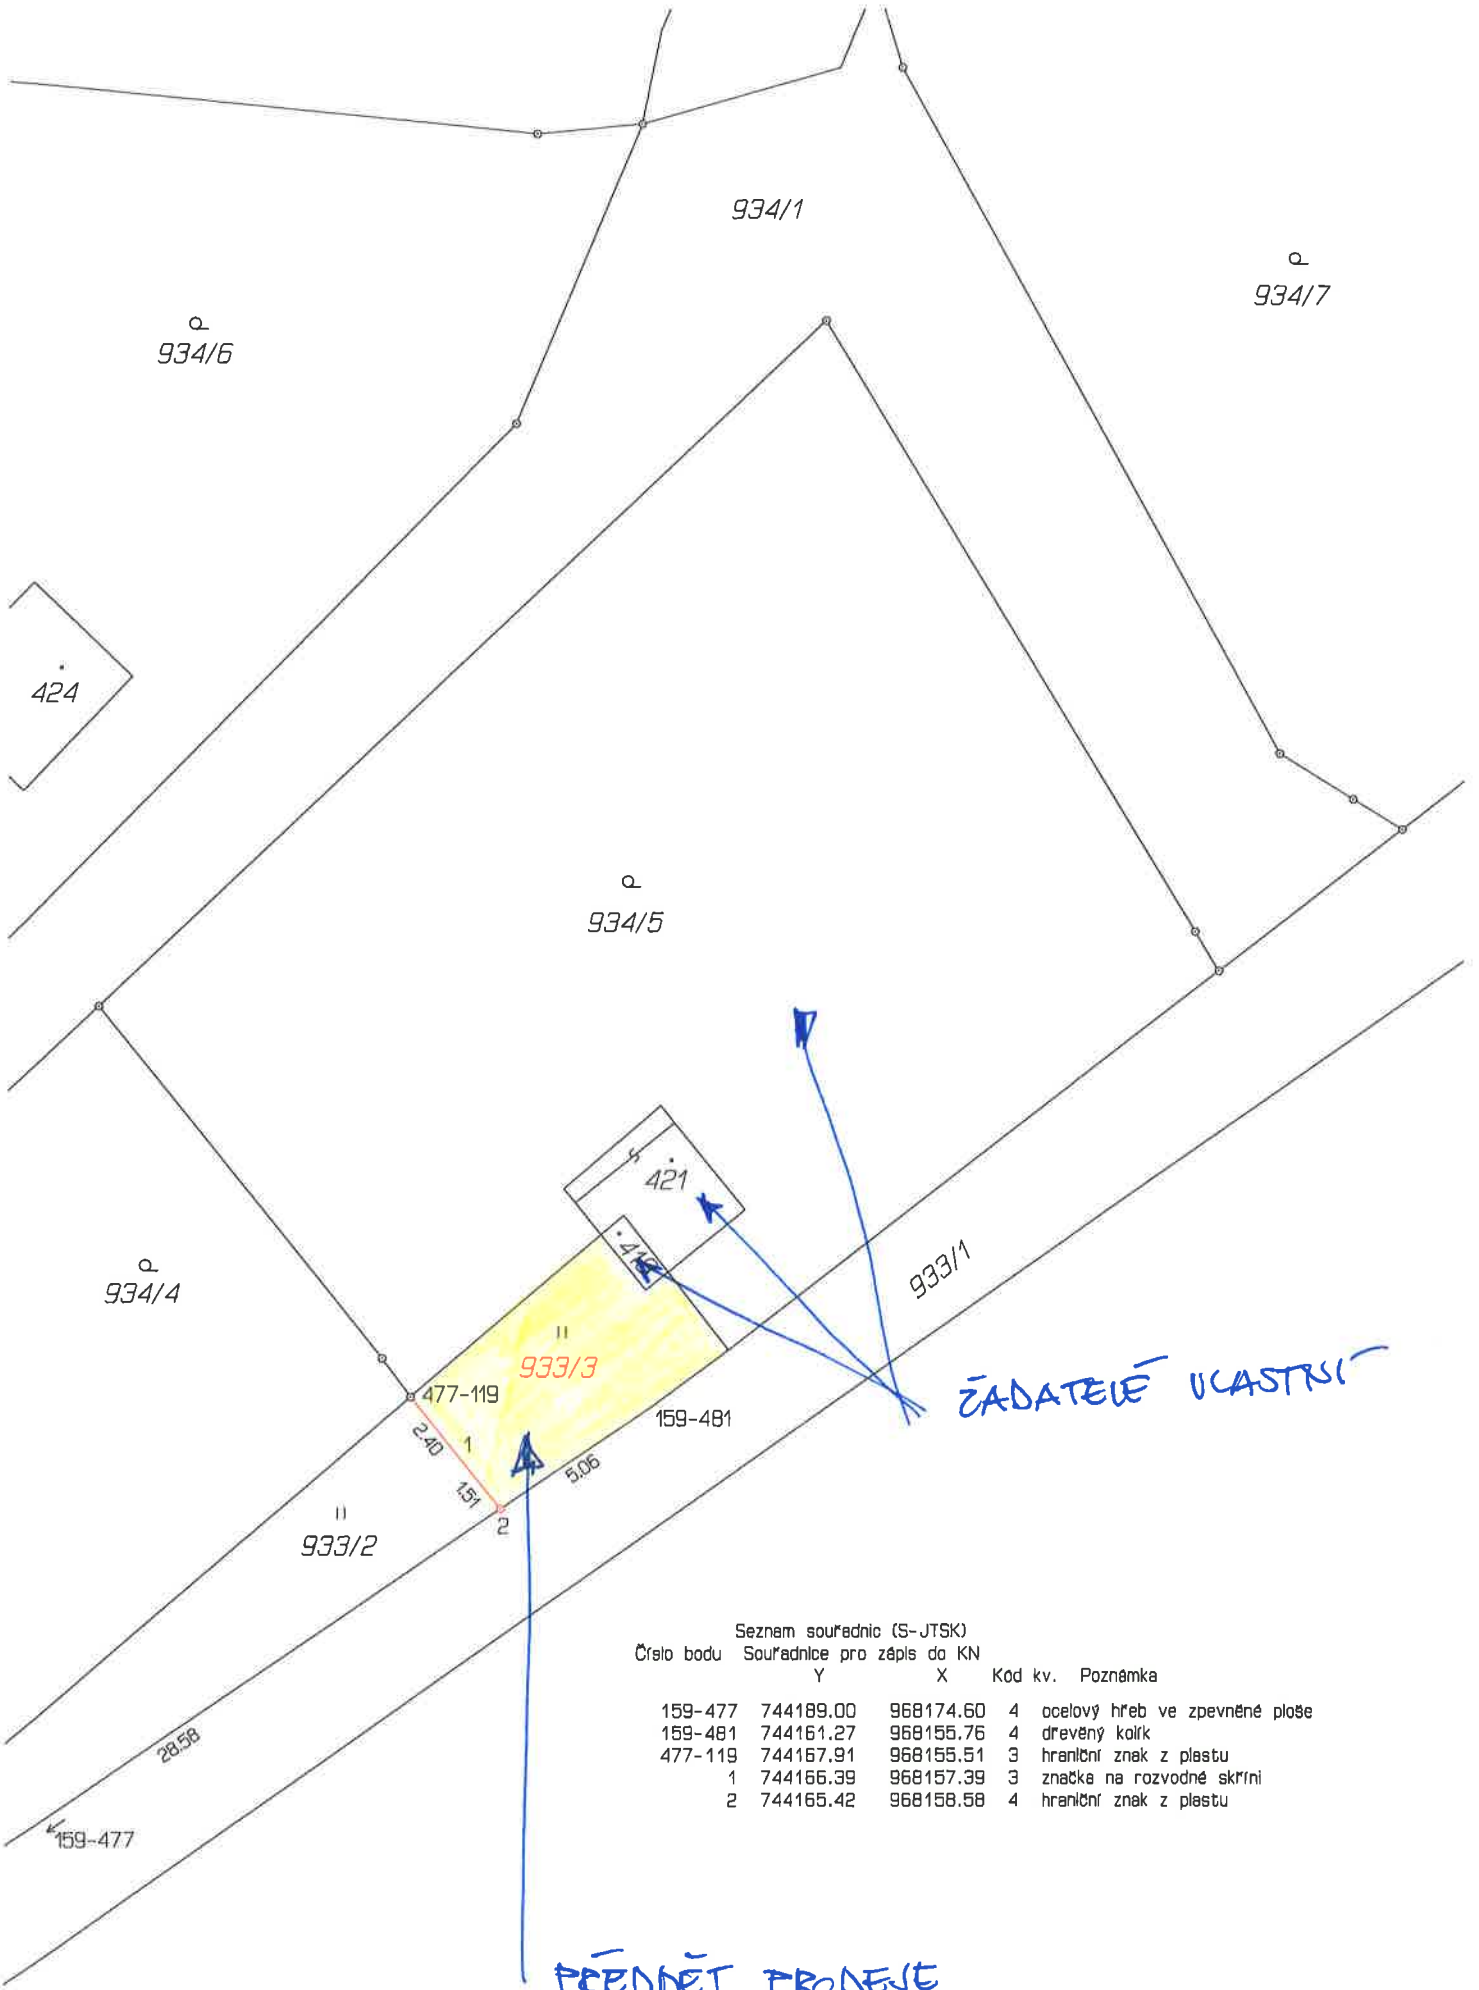 934/1
934/7
934/6
424
934/5
421
934/4
933/1
933/3
477-119
ŽADATELÉ VLASTNÍ
159-481
2.40
1
1.51
5.06
2
933/2
Seznam souřadnic (S-JTSK)
Číslo bodu Souřadnice pro zápis do KN
Y X Kód kv. Poznámka
159-477 744189.00 968174.60 4 ocelový hřeb ve zpevněné ploše
159-481 744161.27 968155.76 4 dřevěný kolík
477-119 744167.91 968155.51 3 hraniční znak z plastu
1 744166.39 968157.39 3 značka na rozvodné skříni
2 744165.42 968158.58 4 hraniční znak z plastu
28.58
159-477
PŘEDMĚT PRODEJE